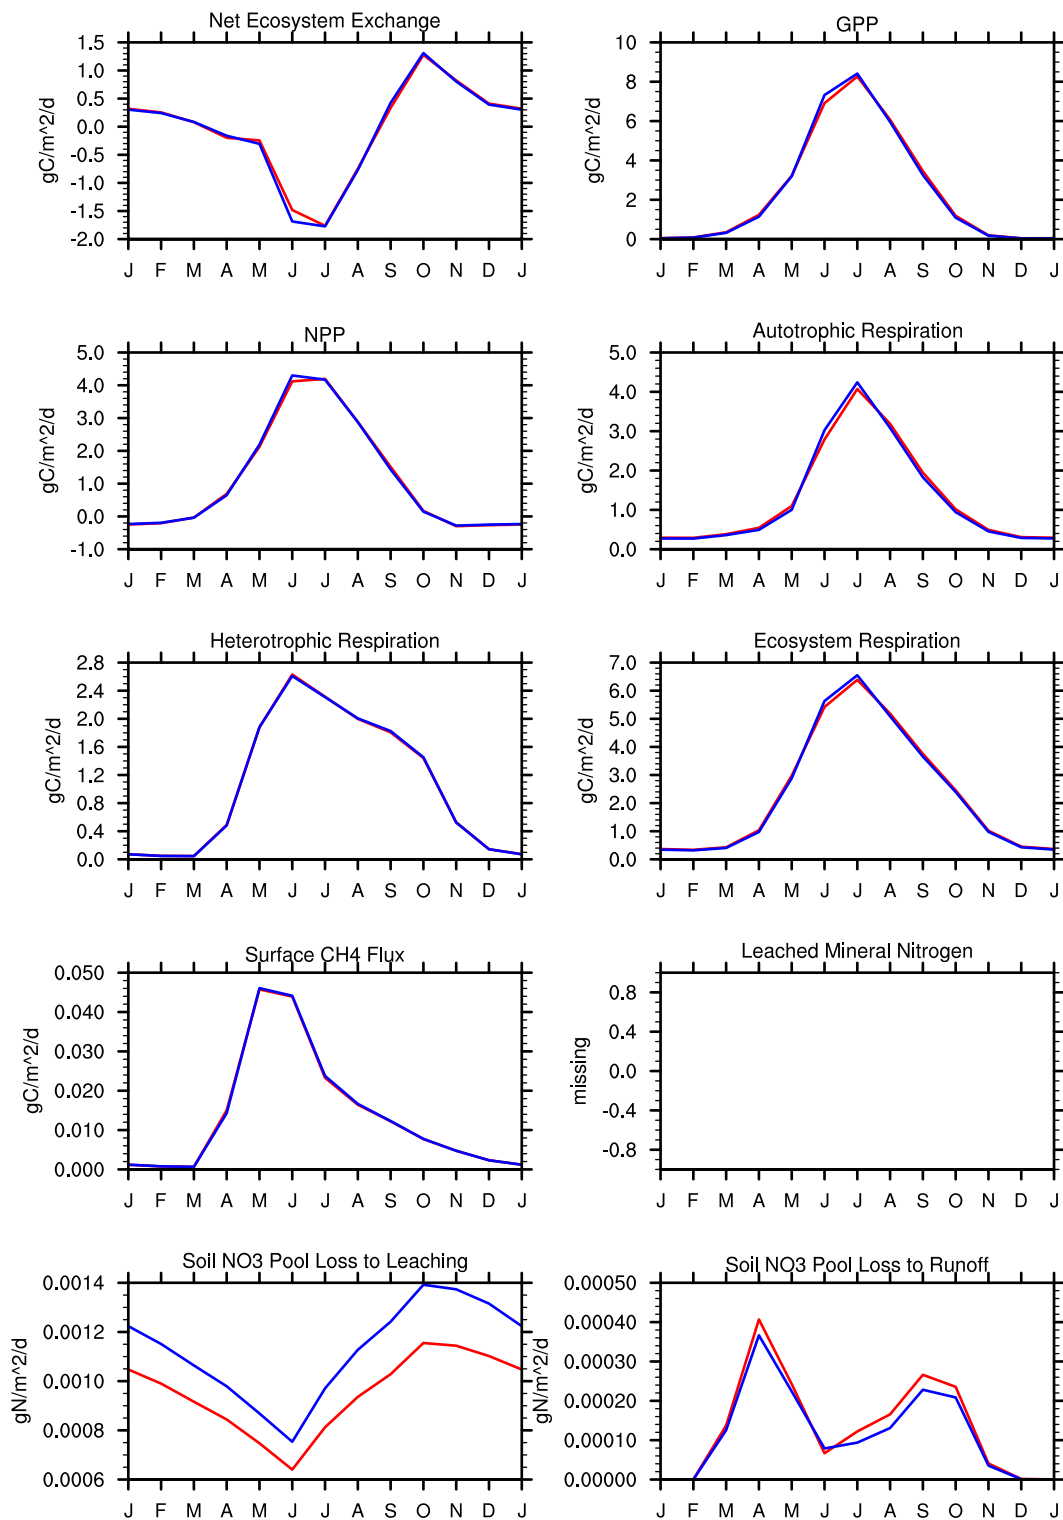 Net Ecosystem Exchange
gC/m^2/d
1.5
1.0
0.5
0.0
-0.5
-1.0
-1.5
-2.0
J F M A M J J A S O N D J
GPP
gC/m^2/d
10
8
6
4
2
0
J F M A M J J A S O N D J
NPP
gC/m^2/d
5.0
4.0
3.0
2.0
1.0
0.0
-1.0
J F M A M J J A S O N D J
Autotrophic Respiration
gC/m^2/d
5.0
4.0
3.0
2.0
1.0
0.0
J F M A M J J A S O N D J
Heterotrophic Respiration
gC/m^2/d
2.8
2.4
2.0
1.6
1.2
0.8
0.4
0.0
J F M A M J J A S O N D J
Ecosystem Respiration
gC/m^2/d
7.0
6.0
5.0
4.0
3.0
2.0
1.0
0.0
J F M A M J J A S O N D J
Surface CH4 Flux
gC/m^2/d
0.050
0.040
0.030
0.020
0.010
0.000
J F M A M J J A S O N D J
Leached Mineral Nitrogen
missing
0.8
0.4
0.0
-0.4
-0.8
J F M A M J J A S O N D J
Soil NO3 Pool Loss to Leaching
gN/m^2/d
0.0014
0.0012
0.0010
0.0008
0.0006
J F M A M J J A S O N D J
Soil NO3 Pool Loss to Runoff
gN/m^2/d
0.00050
0.00040
0.00030
0.00020
0.00010
0.00000
J F M A M J J A S O N D J